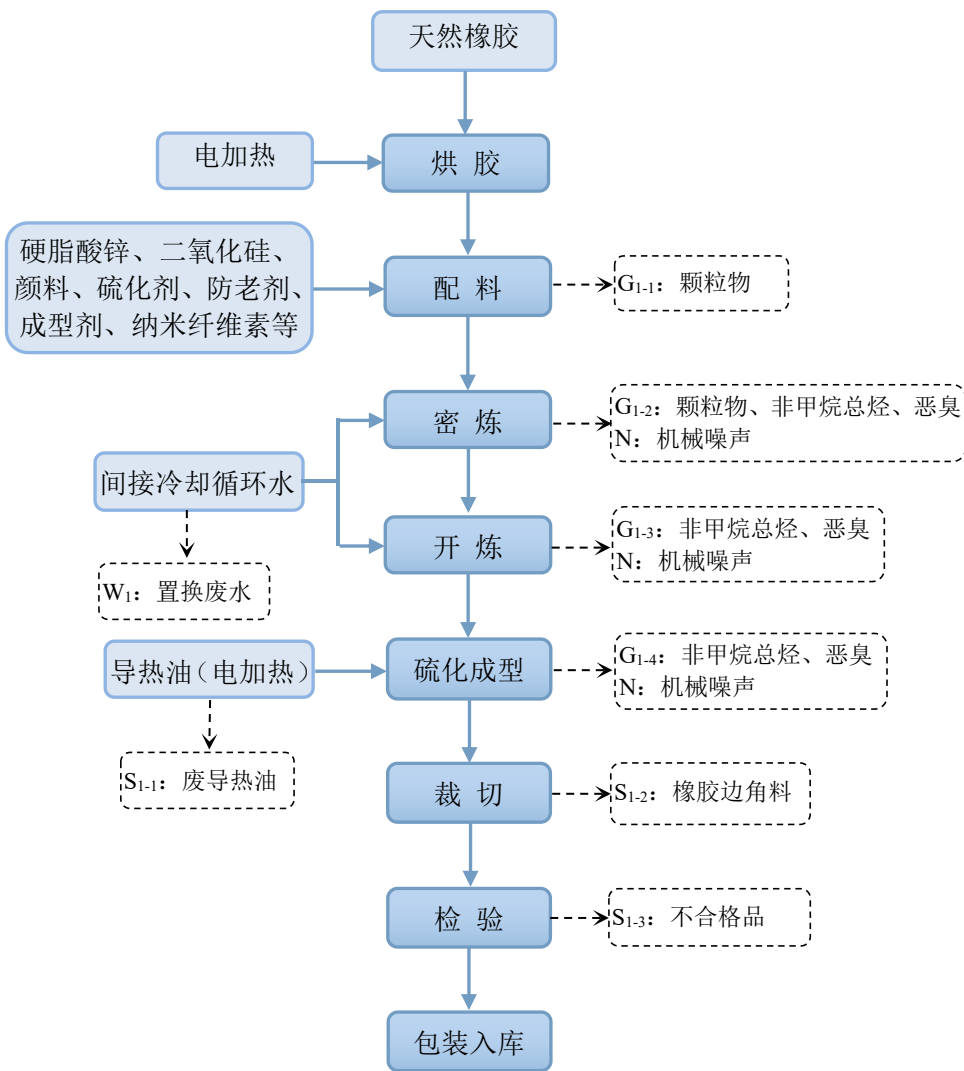 天然橡胶
电加热
烘 胶
硬脂酸锌、二氧化硅、
颜料、硫化剂、防老剂、
成型剂、纳米纤维素等
配 料
G1-1：颗粒物
密 炼
G1-2：颗粒物、非甲烷总烃、恶臭
N：机械噪声
间接冷却循环水
开 炼
G1-3：非甲烷总烃、恶臭
N：机械噪声
W1：置换废水
导热油（电加热）
硫化成型
G1-4：非甲烷总烃、恶臭
N：机械噪声
S1-1：废导热油
裁 切
S1-2：橡胶边角料
检 验
S1-3：不合格品
包装入库